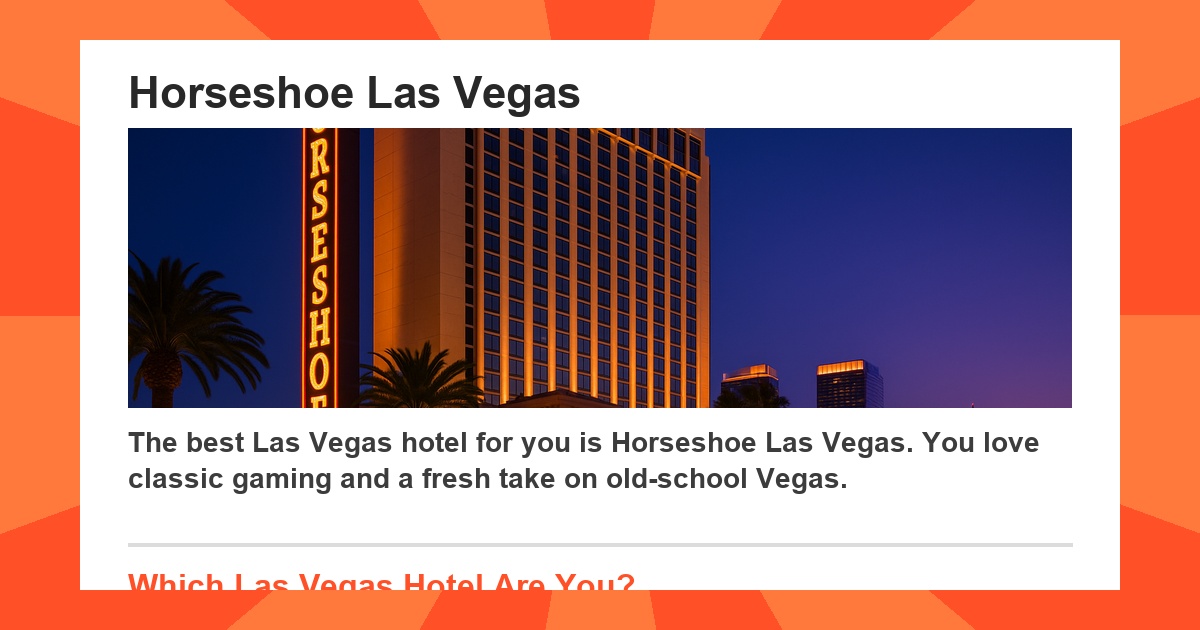 Horseshoe Las Vegas
RSESHOE
The best Las Vegas hotel for you is Horseshoe Las Vegas. You love
classic gaming and a fresh take on old-school Vegas.
Which Las Vegas Hotel Are You?